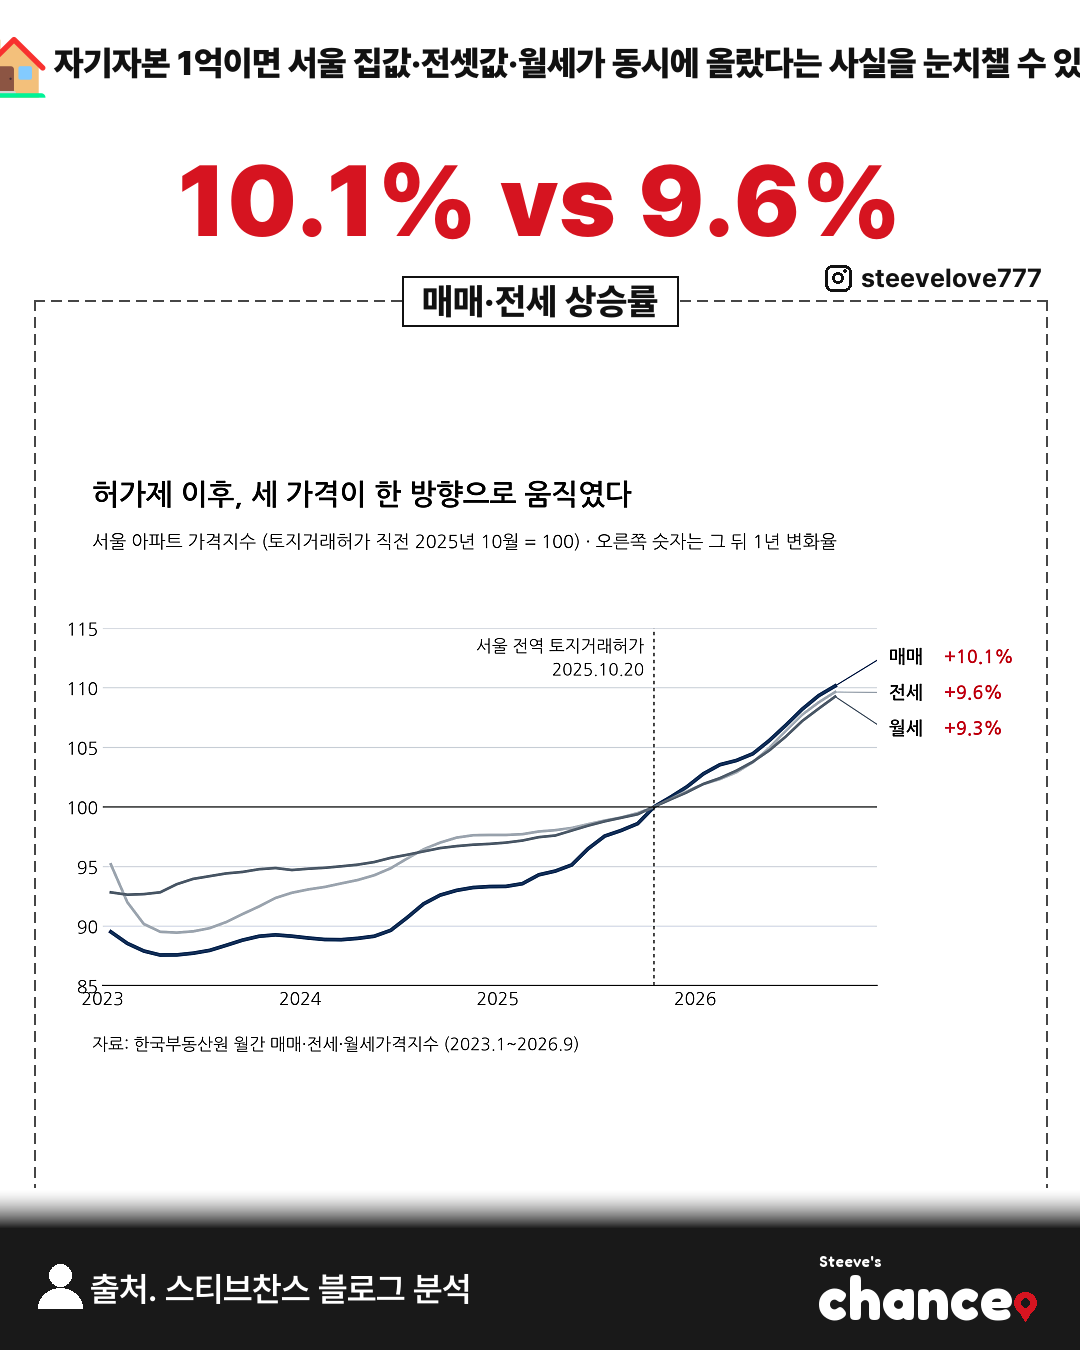 자기자본 1억이면 서울 집값·전셋값·월세가 동시에 올랐다는 사실을 눈치챌 수 있
10.1% vs 9.6%
steevelove777
매매·전세 상승률
허가제 이후, 세 가격이 한 방향으로 움직였다
서울 아파트 가격지수 (토지거래허가 직전 2025년 10월 = 100) · 오른쪽 숫자는 그 뒤 1년 변화율
115
서울 전역 토지거래허가
2025.10.20
매매 +10.1%
110
전세 +9.6%
월세 +9.3%
105
100
95
90
85
2023 2024 2025 2026
자료: 한국부동산원 월간 매매·전세·월세가격지수 (2023.1~2026.9)
출처. 스티브찬스 블로그 분석
Steeve's
chance